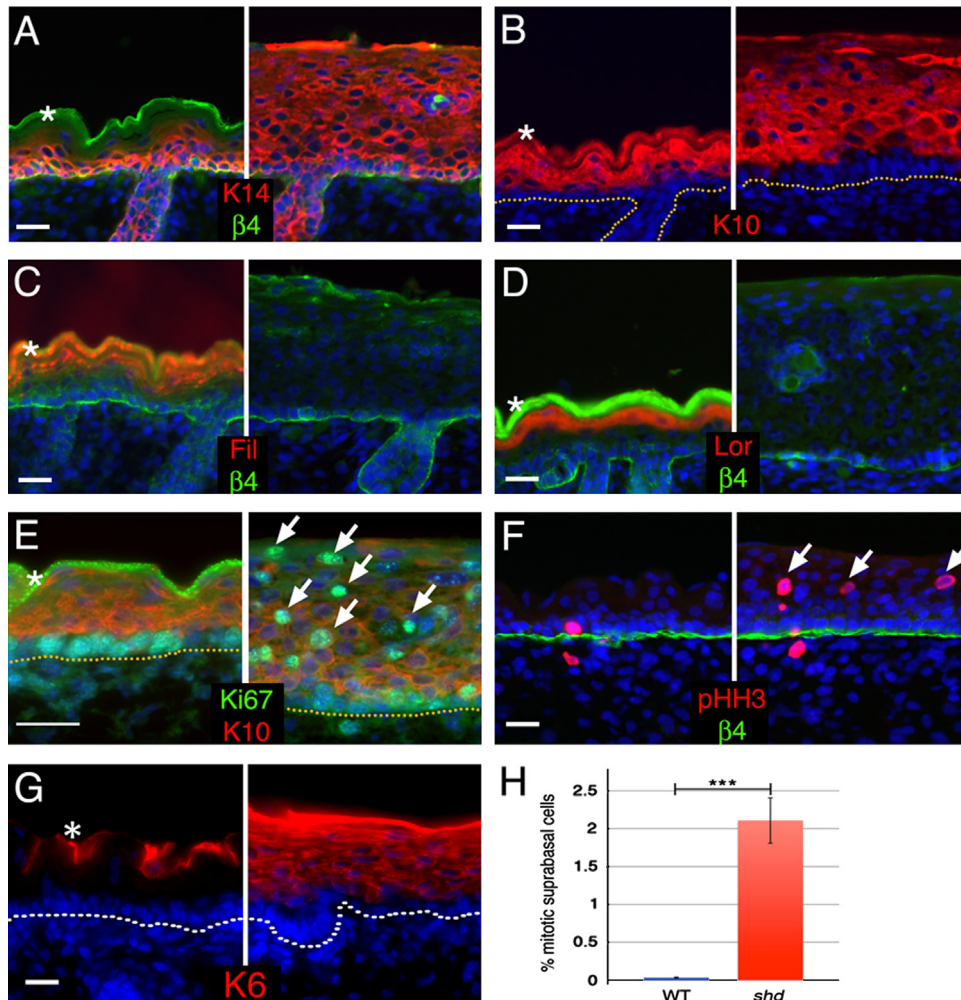 A
K14
β4
B
K10
C
Fil
β4
D
Lor
β4
E
Ki67
K10
F
pHH3
β4
G
K6
H
***
2.5
2
1.5
1
0.5
0
% mitotic suprabasal cells
WT
shd